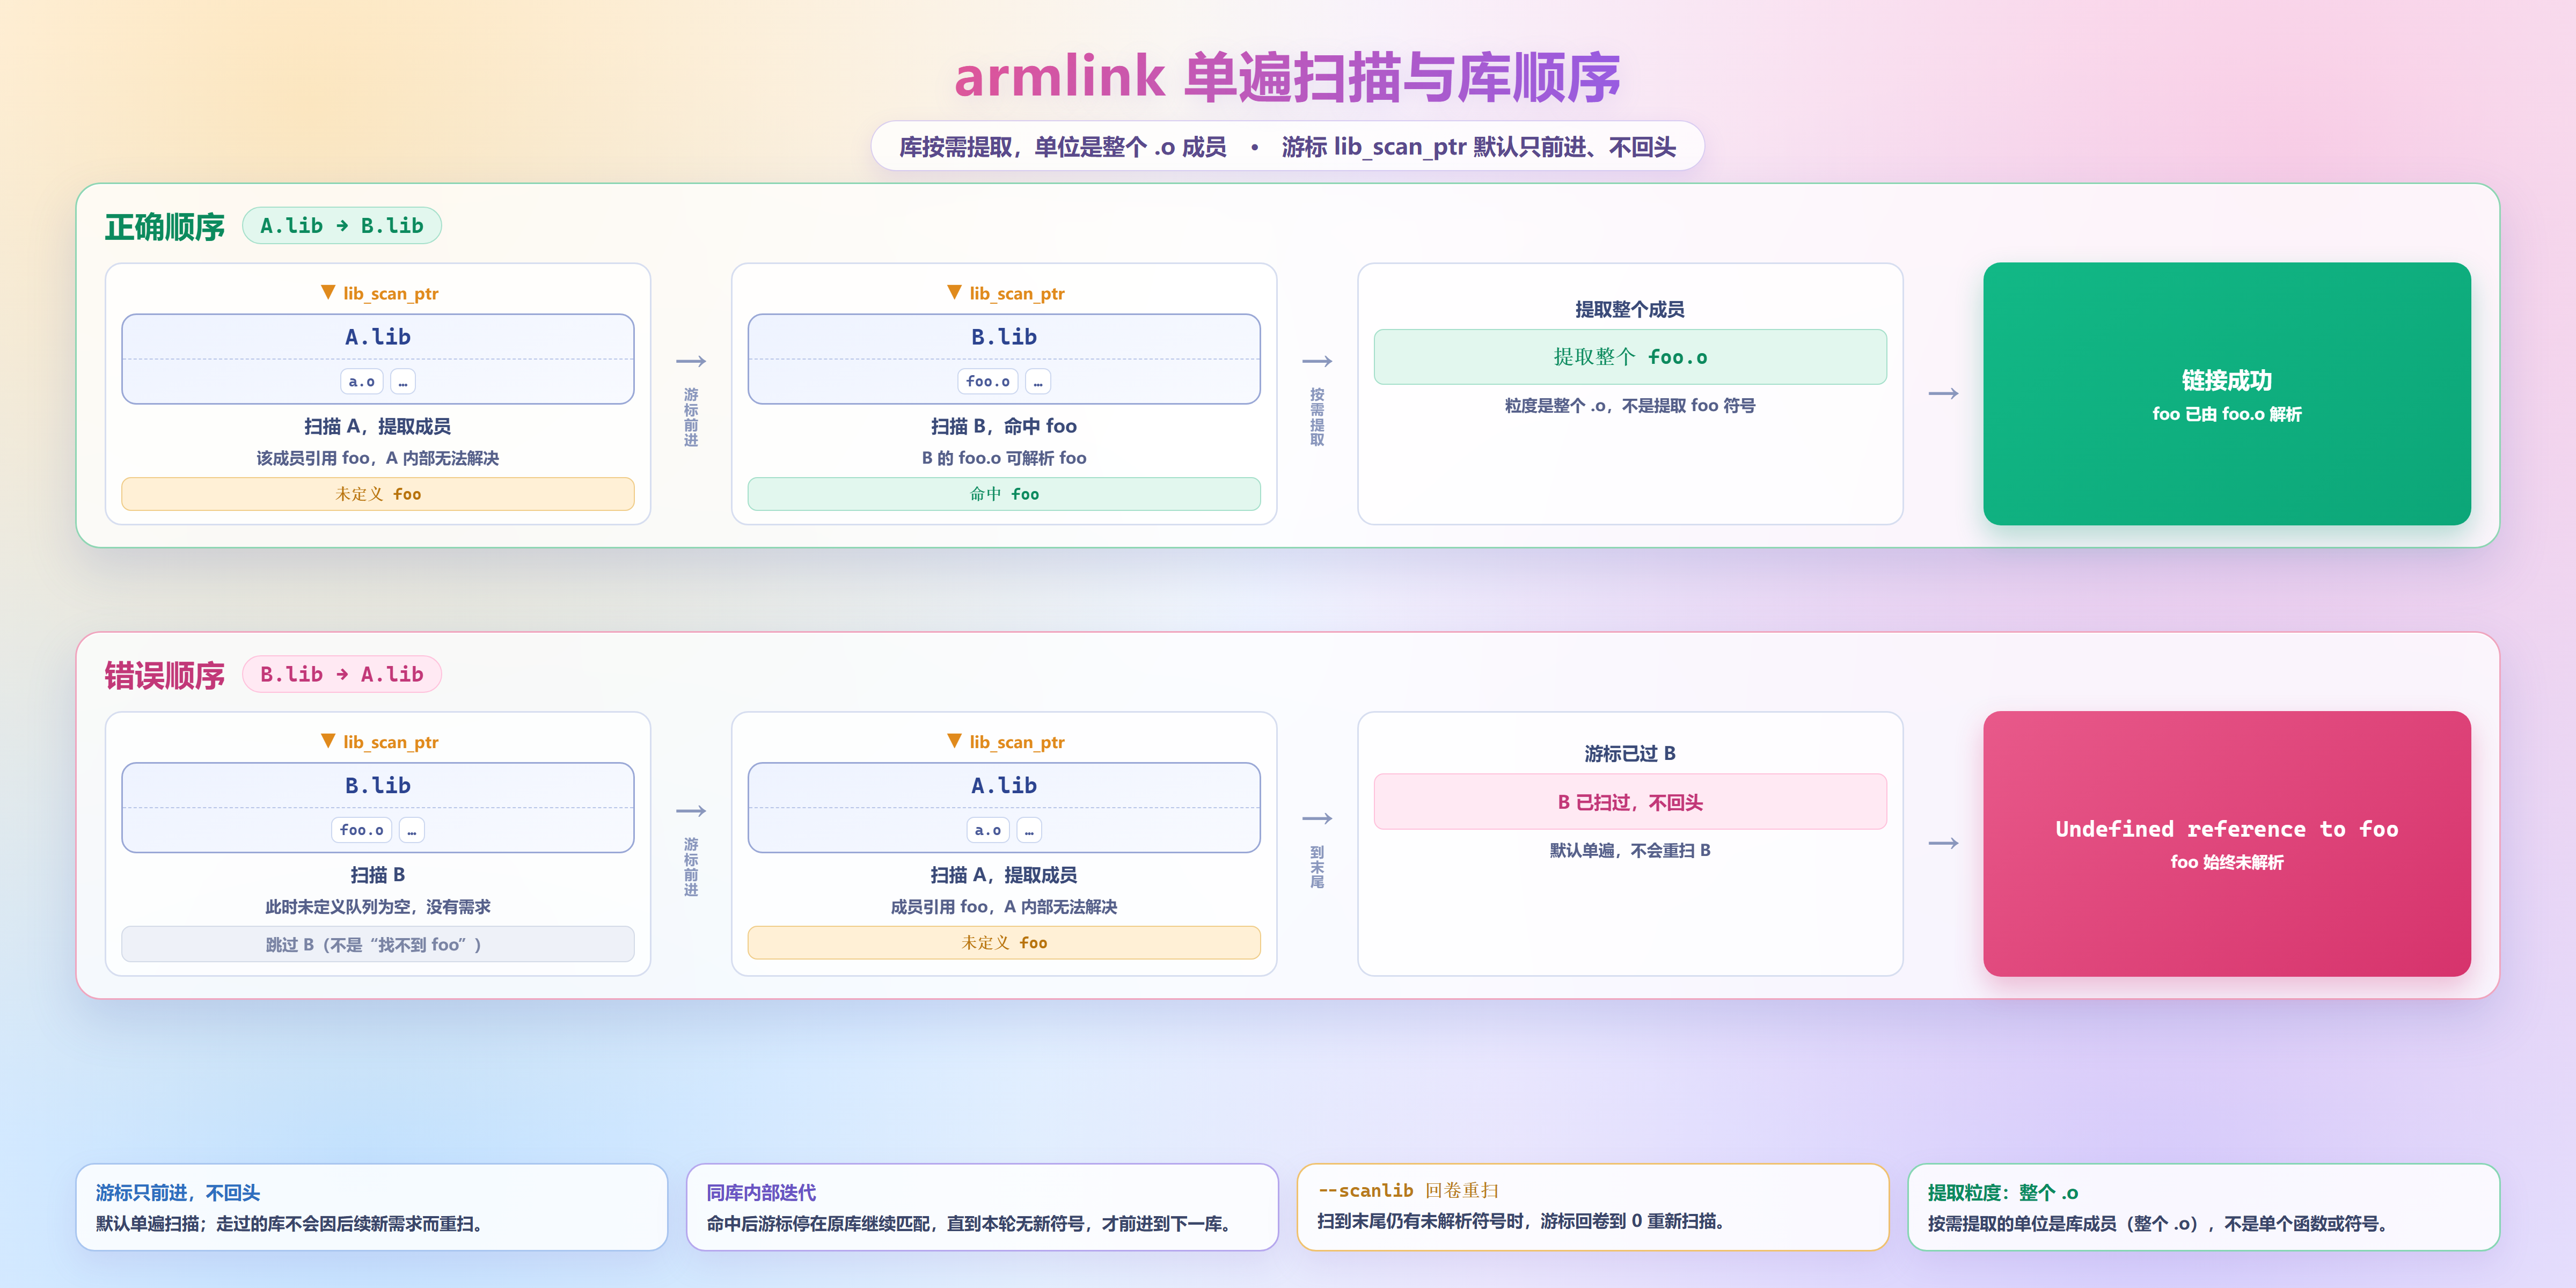 armlink 单遍扫描与库顺序
库按需提取，单位是整个 .o 成员 • 游标 lib_scan_ptr 默认只前进、不回头
正确顺序 A.lib → B.lib
▼ lib_scan_ptr
A.lib
a.o …
扫描 A，提取成员
该成员引用 foo，A 内部无法解决
未定义 foo
→
游标前进
▼ lib_scan_ptr
B.lib
foo.o …
扫描 B，命中 foo
B 的 foo.o 可解析 foo
命中 foo
→
按需提取
提取整个成员
提取整个 foo.o
粒度是整个 .o，不是提取 foo 符号
→
链接成功
foo 已由 foo.o 解析
错误顺序 B.lib → A.lib
▼ lib_scan_ptr
B.lib
foo.o …
扫描 B
此时未定义队列为空，没有需求
跳过 B（不是“找不到 foo”）
→
游标前进
▼ lib_scan_ptr
A.lib
a.o …
扫描 A，提取成员
成员引用 foo，A 内部无法解决
未定义 foo
→
到末尾
游标已过 B
B 已扫过，不回头
默认单遍，不会重扫 B
→
Undefined reference to foo
foo 始终未解析
游标只前进，不回头
默认单遍扫描；走过的库不会因后续新需求而重扫。
同库内部迭代
命中后游标停在原库继续匹配，直到本轮无新符号，才前进到下一库。
--scanlib 回卷重扫
扫到末尾仍有未解析符号时，游标回卷到 0 重新扫描。
提取粒度：整个 .o
按需提取的单位是库成员（整个 .o），不是单个函数或符号。